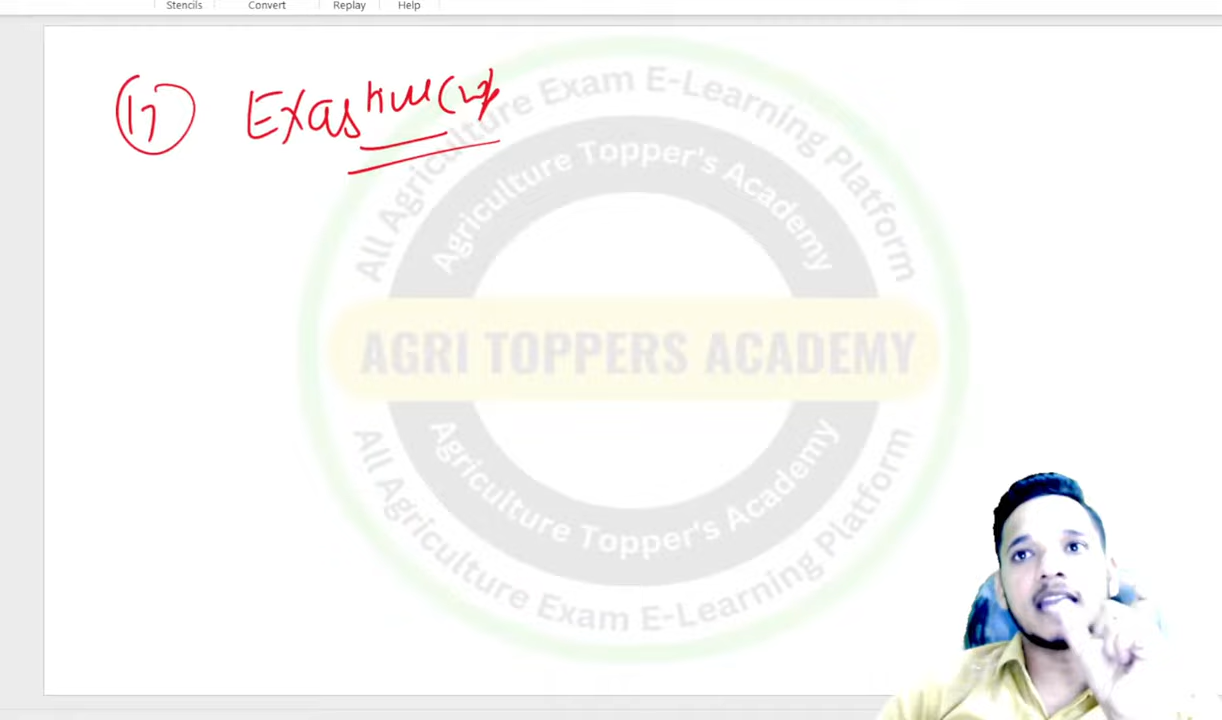 Stencils Convert Replay Help
17
All Agriculture Exam E-Learning Platform
Agriculture Topper's Academy
AGRI TOPPERS ACADEMY
Agriculture Topper's Academy
All Agriculture Exam E-Learning Platform